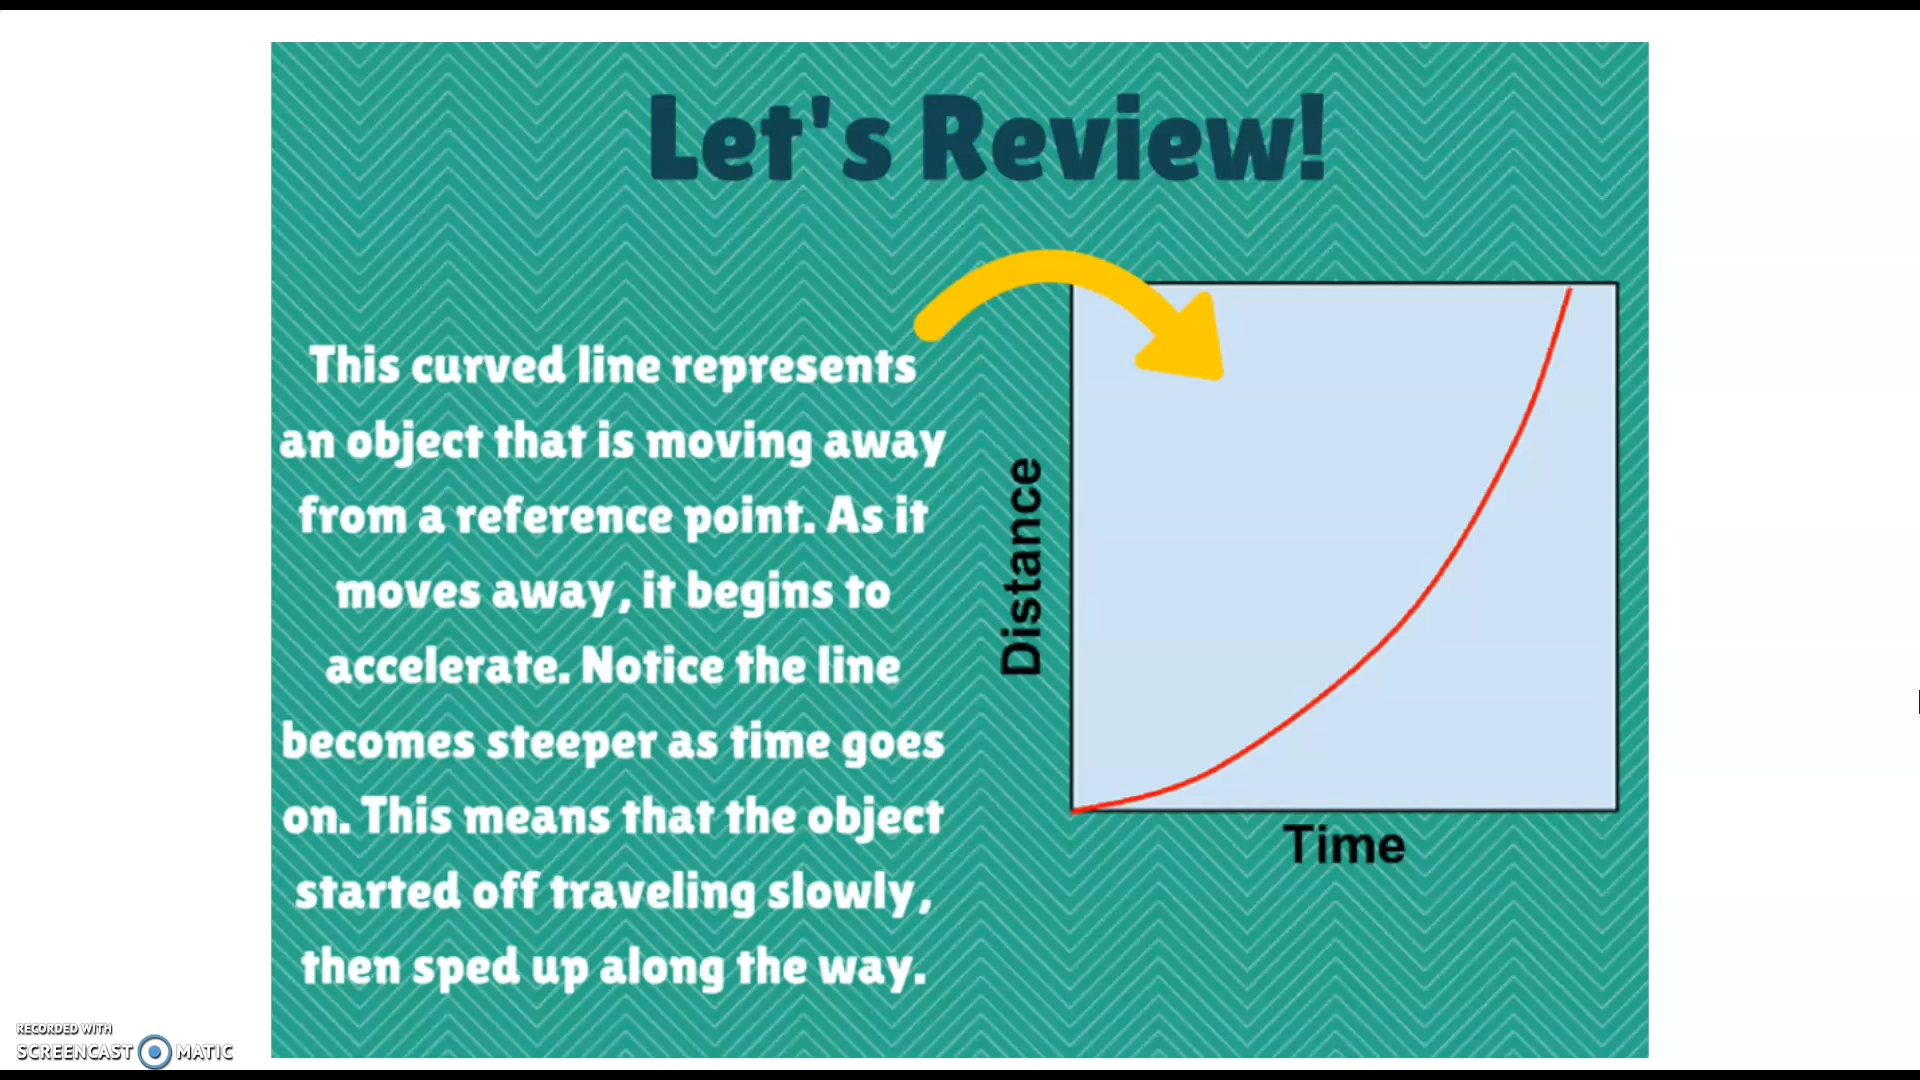 Let's Review!
This curved line represents
an object that is moving away
from a reference point. As it
moves away, it begins to
accelerate. Notice the line
becomes steeper as time goes
on. This means that the object
started off traveling slowly,
then sped up along the way.
Distance
Time
RECORDED WITH
SCREENCAST MATIC